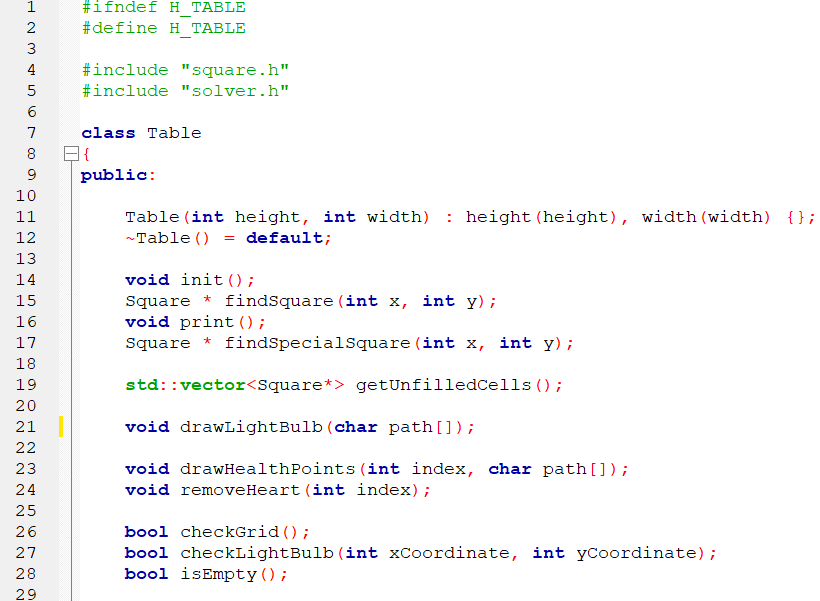 1 #ifndef H_TABLE
2 #define H_TABLE
3
4 #include "square.h"
5 #include "solver.h"
6
7 class Table
8 {
9 public:
10
11 Table(int height, int width) : height(height), width(width) {};
12 ~Table() = default;
13
14 void init();
15 Square * findSquare(int x, int y);
16 void print();
17 Square * findSpecialSquare(int x, int y);
18
19 std::vector<Square*> getUnfilledCells();
20
21 void drawLightBulb(char path[]);
22
23 void drawHealthPoints(int index, char path[]);
24 void removeHeart(int index);
25
26 bool checkGrid();
27 bool checkLightBulb(int xCoordinate, int yCoordinate);
28 bool isEmpty();
29